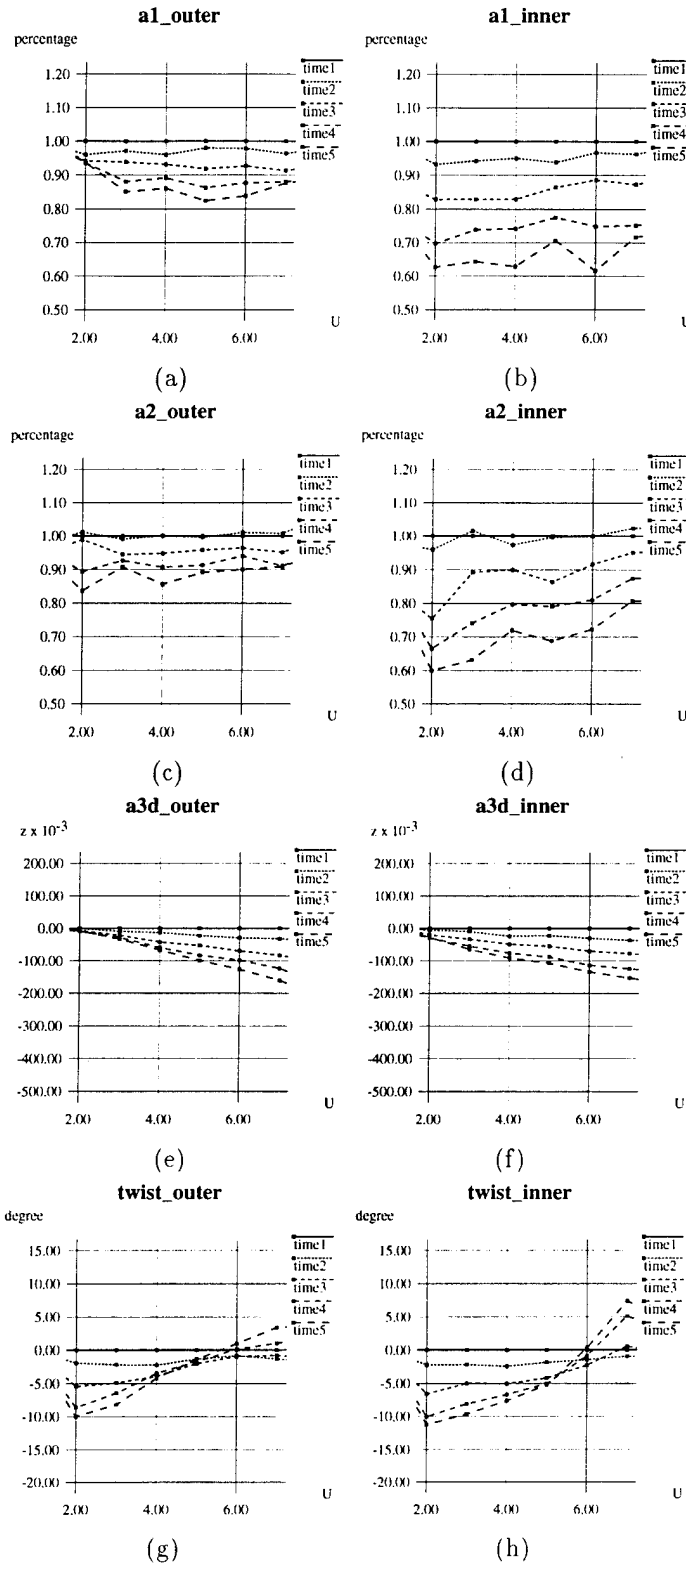 a1_outer
percentage
1.20
1.10
1.00
0.90
0.80
0.70
0.60
0.50
2.00 4.00 6.00
U
time1
time2
time3
time4
time5
(a)
a1_inner
percentage
1.20
1.10
1.00
0.90
0.80
0.70
0.60
0.50
2.00 4.00 6.00
U
time1
time2
time3
time4
time5
(b)
a2_outer
percentage
1.20
1.10
1.00
0.90
0.80
0.70
0.60
0.50
2.00 4.00 6.00
U
time1
time2
time3
time4
time5
(c)
a2_inner
percentage
1.20
1.10
1.00
0.90
0.80
0.70
0.60
0.50
2.00 4.00 6.00
U
time1
time2
time3
time4
time5
(d)
a3d_outer
z x 10⁻³
200.00
100.00
0.00
-100.00
-200.00
-300.00
-400.00
-500.00
2.00 4.00 6.00
U
time1
time2
time3
time4
time5
(e)
a3d_inner
z x 10⁻³
200.00
100.00
0.00
-100.00
-200.00
-300.00
-400.00
-500.00
2.00 4.00 6.00
U
time1
time2
time3
time4
time5
(f)
twist_outer
degree
15.00
10.00
5.00
0.00
-5.00
-10.00
-15.00
-20.00
2.00 4.00 6.00
U
time1
time2
time3
time4
time5
(g)
twist_inner
degree
15.00
10.00
5.00
0.00
-5.00
-10.00
-15.00
-20.00
2.00 4.00 6.00
U
time1
time2
time3
time4
time5
(h)